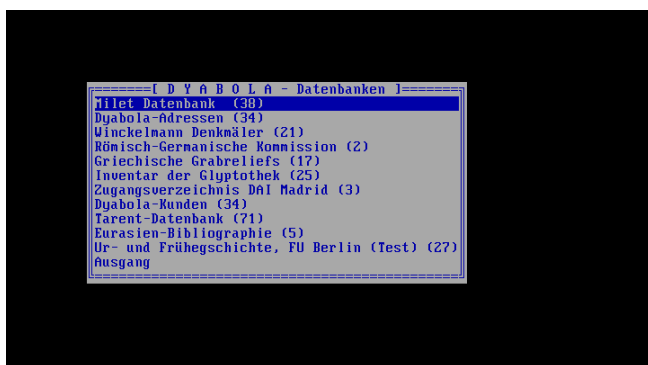 [ D Y A B O L A - Datenbanken ]
Milet Datenbank (38)
Dyabola-Adressen (34)
Winckelmann Denkmäler (21)
Römisch-Germanische Kommission (2)
Griechische Grabreliefs (17)
Inventar der Glyptothek (25)
Zugangsverzeichnis DAI Madrid (3)
Dyabola-Kunden (34)
Tarent-Datenbank (71)
Eurasien-Bibliographie (5)
Ur- und Frühegschichte, FU Berlin (Test) (27)
Ausgang